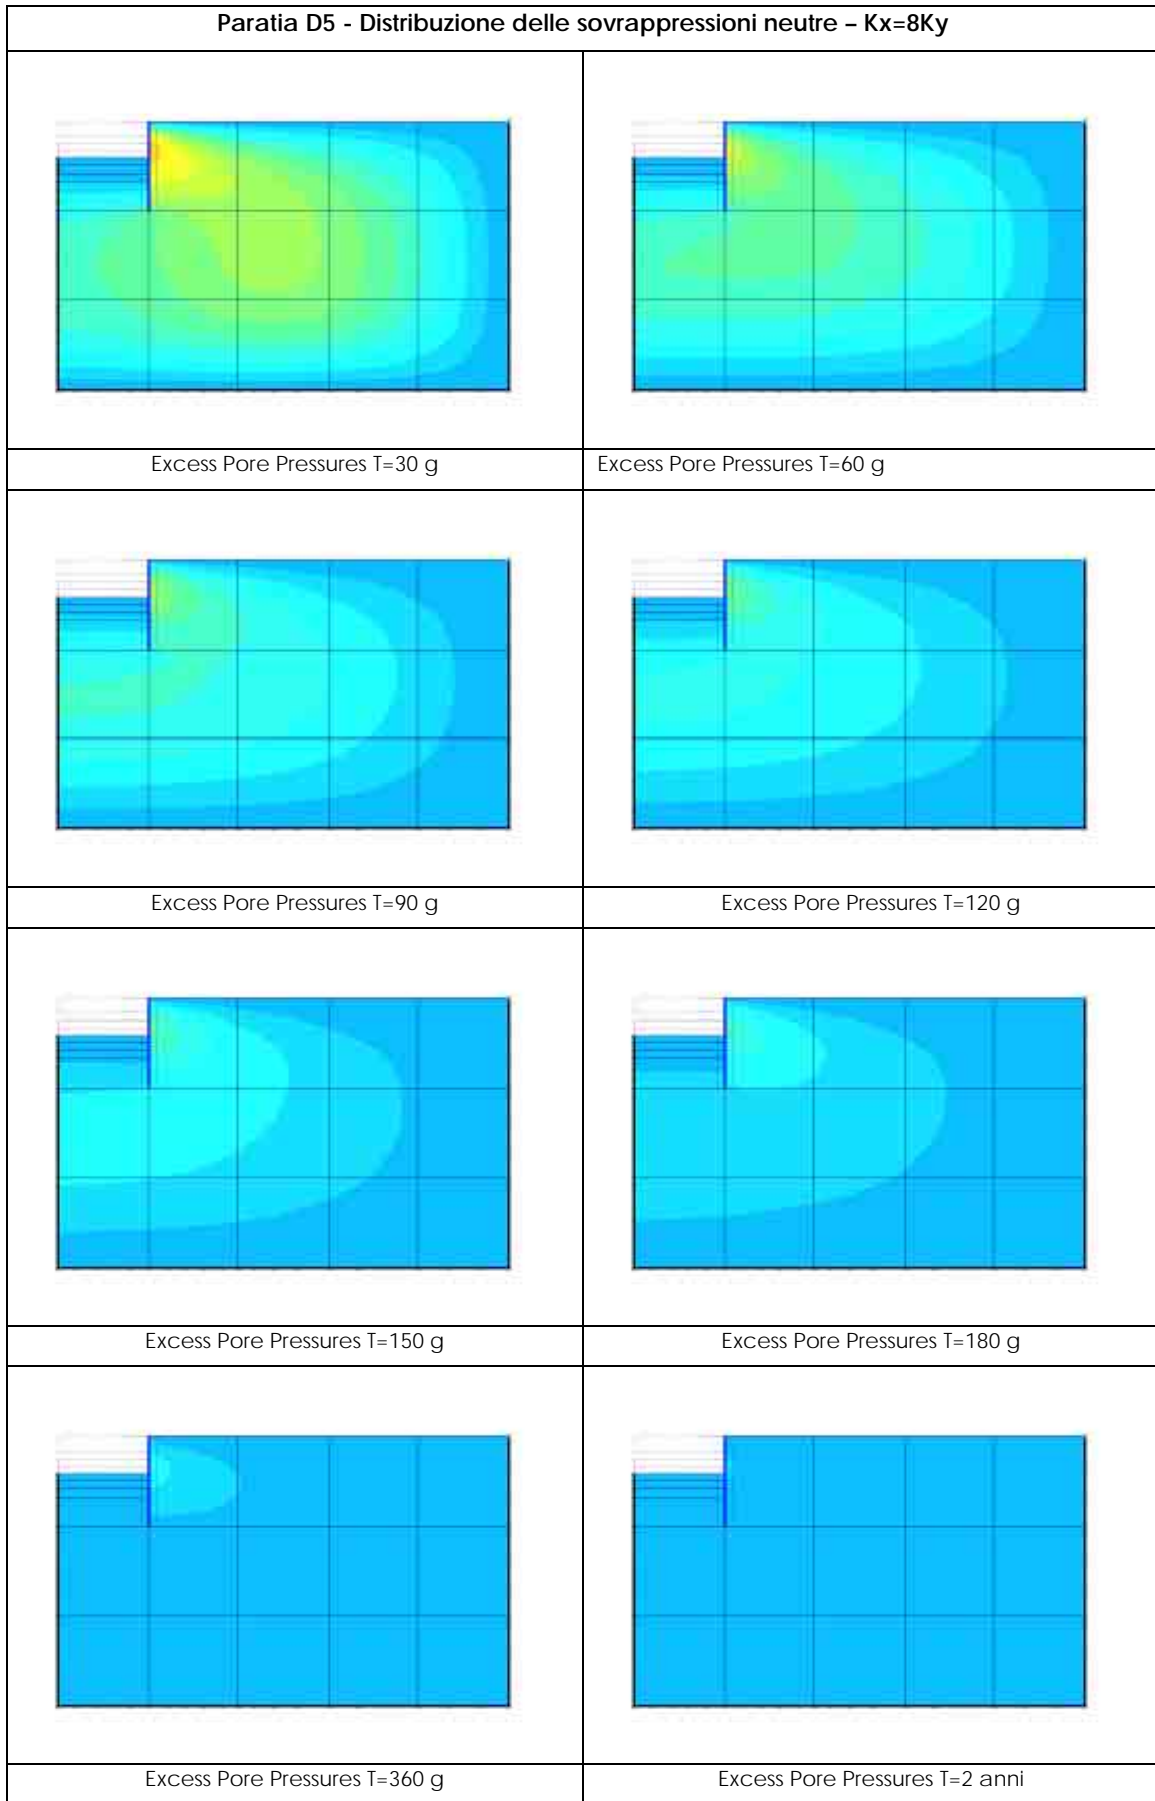 Paratia D5 - Distribuzione delle sovrappressioni neutre – Kx=8Ky
Excess Pore Pressures T=30 g
Excess Pore Pressures T=60 g
Excess Pore Pressures T=90 g
Excess Pore Pressures T=120 g
Excess Pore Pressures T=150 g
Excess Pore Pressures T=180 g
Excess Pore Pressures T=360 g
Excess Pore Pressures T=2 anni